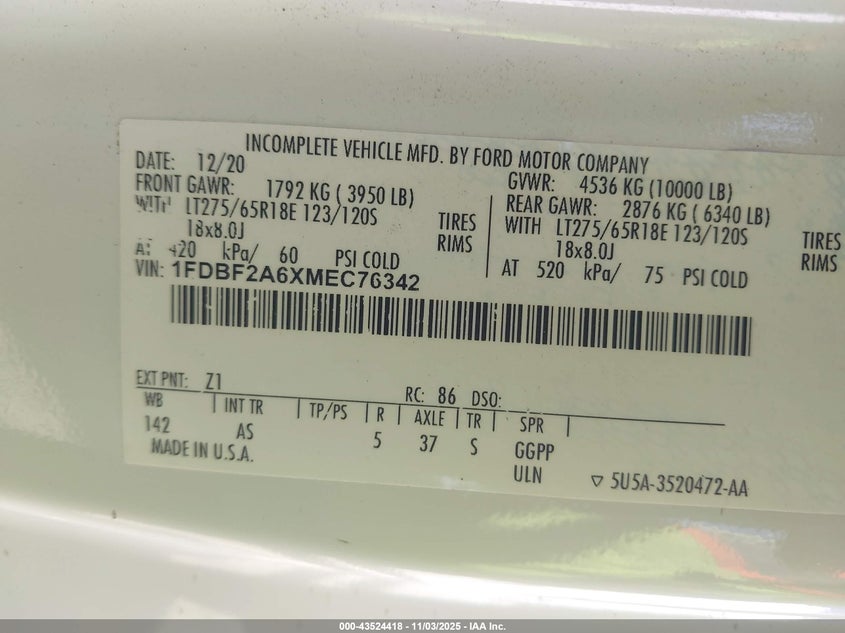 INCOMPLETE VEHICLE MFD. BY FORD MOTOR COMPANY
DATE: 12/20
GVWR: 4536 KG (10000 LB)
FRONT GAWR: 1792 KG ( 3950 LB)
REAR GAWR: 2876 KG ( 6340 LB)
WITH LT275/65R18E 123/120S TIRES
WITH LT275/65R18E 123/120S TIRES
18x8.0J RIMS
18x8.0J RIMS
AT 420 kPa/ 60 PSI COLD
AT 520 kPa/ 75 PSI COLD
VIN: 1FDBF2A6XMEC76342
EXT PNT: Z1 RC: 86 DSO:
WB | INT TR | TP/PS | R | AXLE | TR | SPR |
142 AS 5 37 S GGPP
MADE IN U.S.A. ULN ▽ 5U5A-3520472-AA
000-43524418 - 11/03/2025 - IAA Inc.